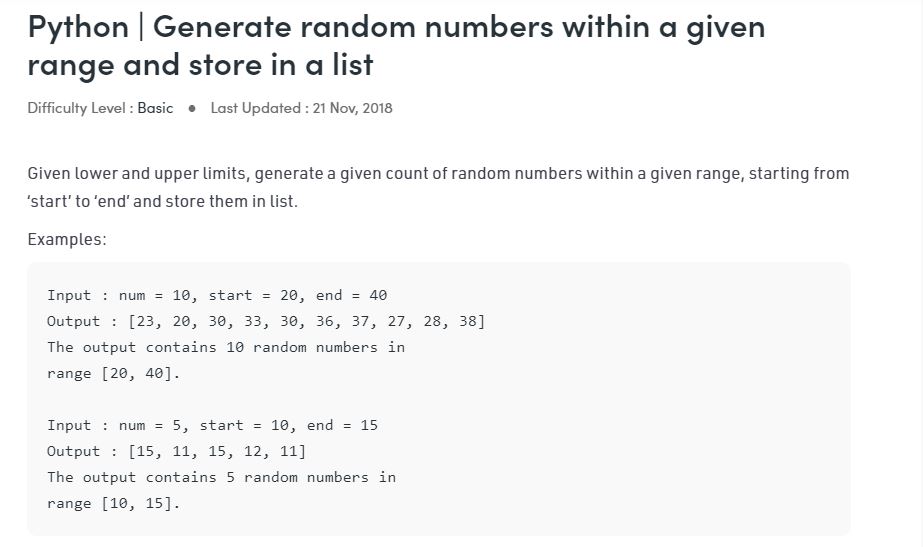 Python | Generate random numbers within a given
range and store in a list
Difficulty Level : Basic ● Last Updated : 21 Nov, 2018
Given lower and upper limits, generate a given count of random numbers within a given range, starting from
‘start’ to ‘end’ and store them in list.
Examples:
Input : num = 10, start = 20, end = 40
Output : [23, 20, 30, 33, 30, 36, 37, 27, 28, 38]
The output contains 10 random numbers in
range [20, 40].
Input : num = 5, start = 10, end = 15
Output : [15, 11, 15, 12, 11]
The output contains 5 random numbers in
range [10, 15].